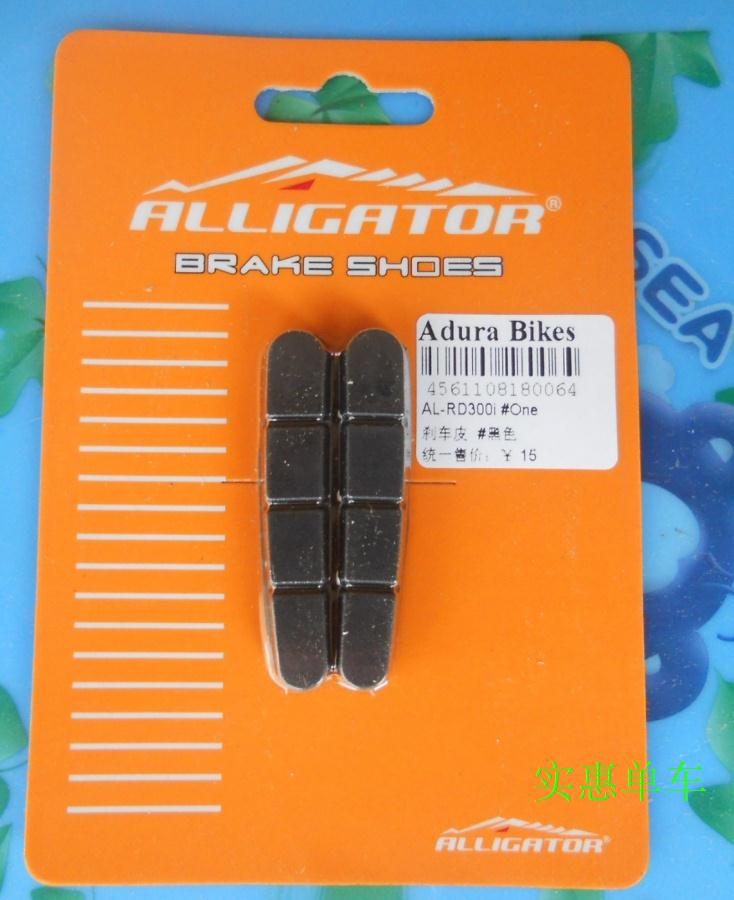 ALLIGATOR®
BRAKE SHOES
SEA
Adura Bikes
4561108180064
AL-RD300i #One
刹车皮 #黑色
统一售价: ¥ 15
实惠单车
ALLIGATOR®